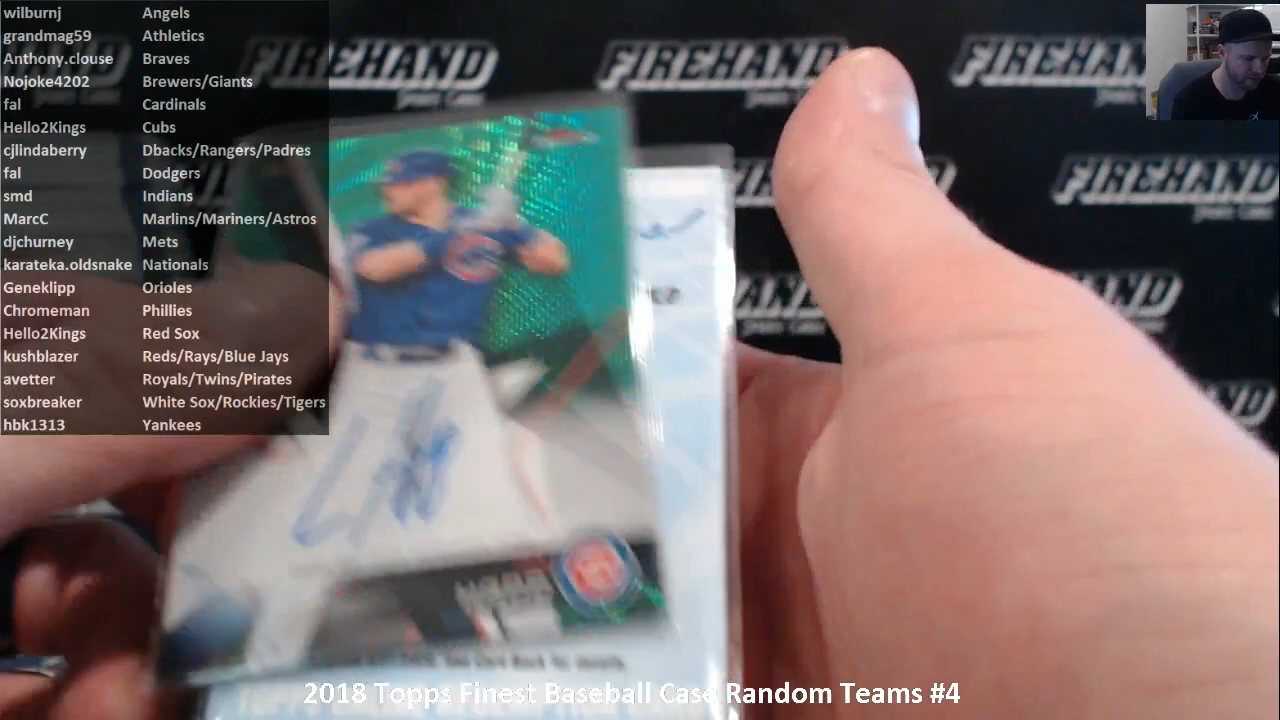 wilburnj Angels
grandmag59 Athletics
Anthony.clouse Braves
Nojoke4202 Brewers/Giants
fal Cardinals
Hello2Kings Cubs
cjlindaberry Dbacks/Rangers/Padres
fal Dodgers
smd Indians
MarcC Marlins/Mariners/Astros
djchurney Mets
karateka.oldsnake Nationals
Geneklipp Orioles
Chromeman Phillies
Hello2Kings Red Sox
kushblazer Reds/Rays/Blue Jays
avetter Royals/Twins/Pirates
soxbreaker White Sox/Rockies/Tigers
hbk1313 Yankees
FIREHAND FIREHAND FIREHAND
FIREHAND
FIREHAND
2018 Topps Finest Baseball Case Random Teams #4